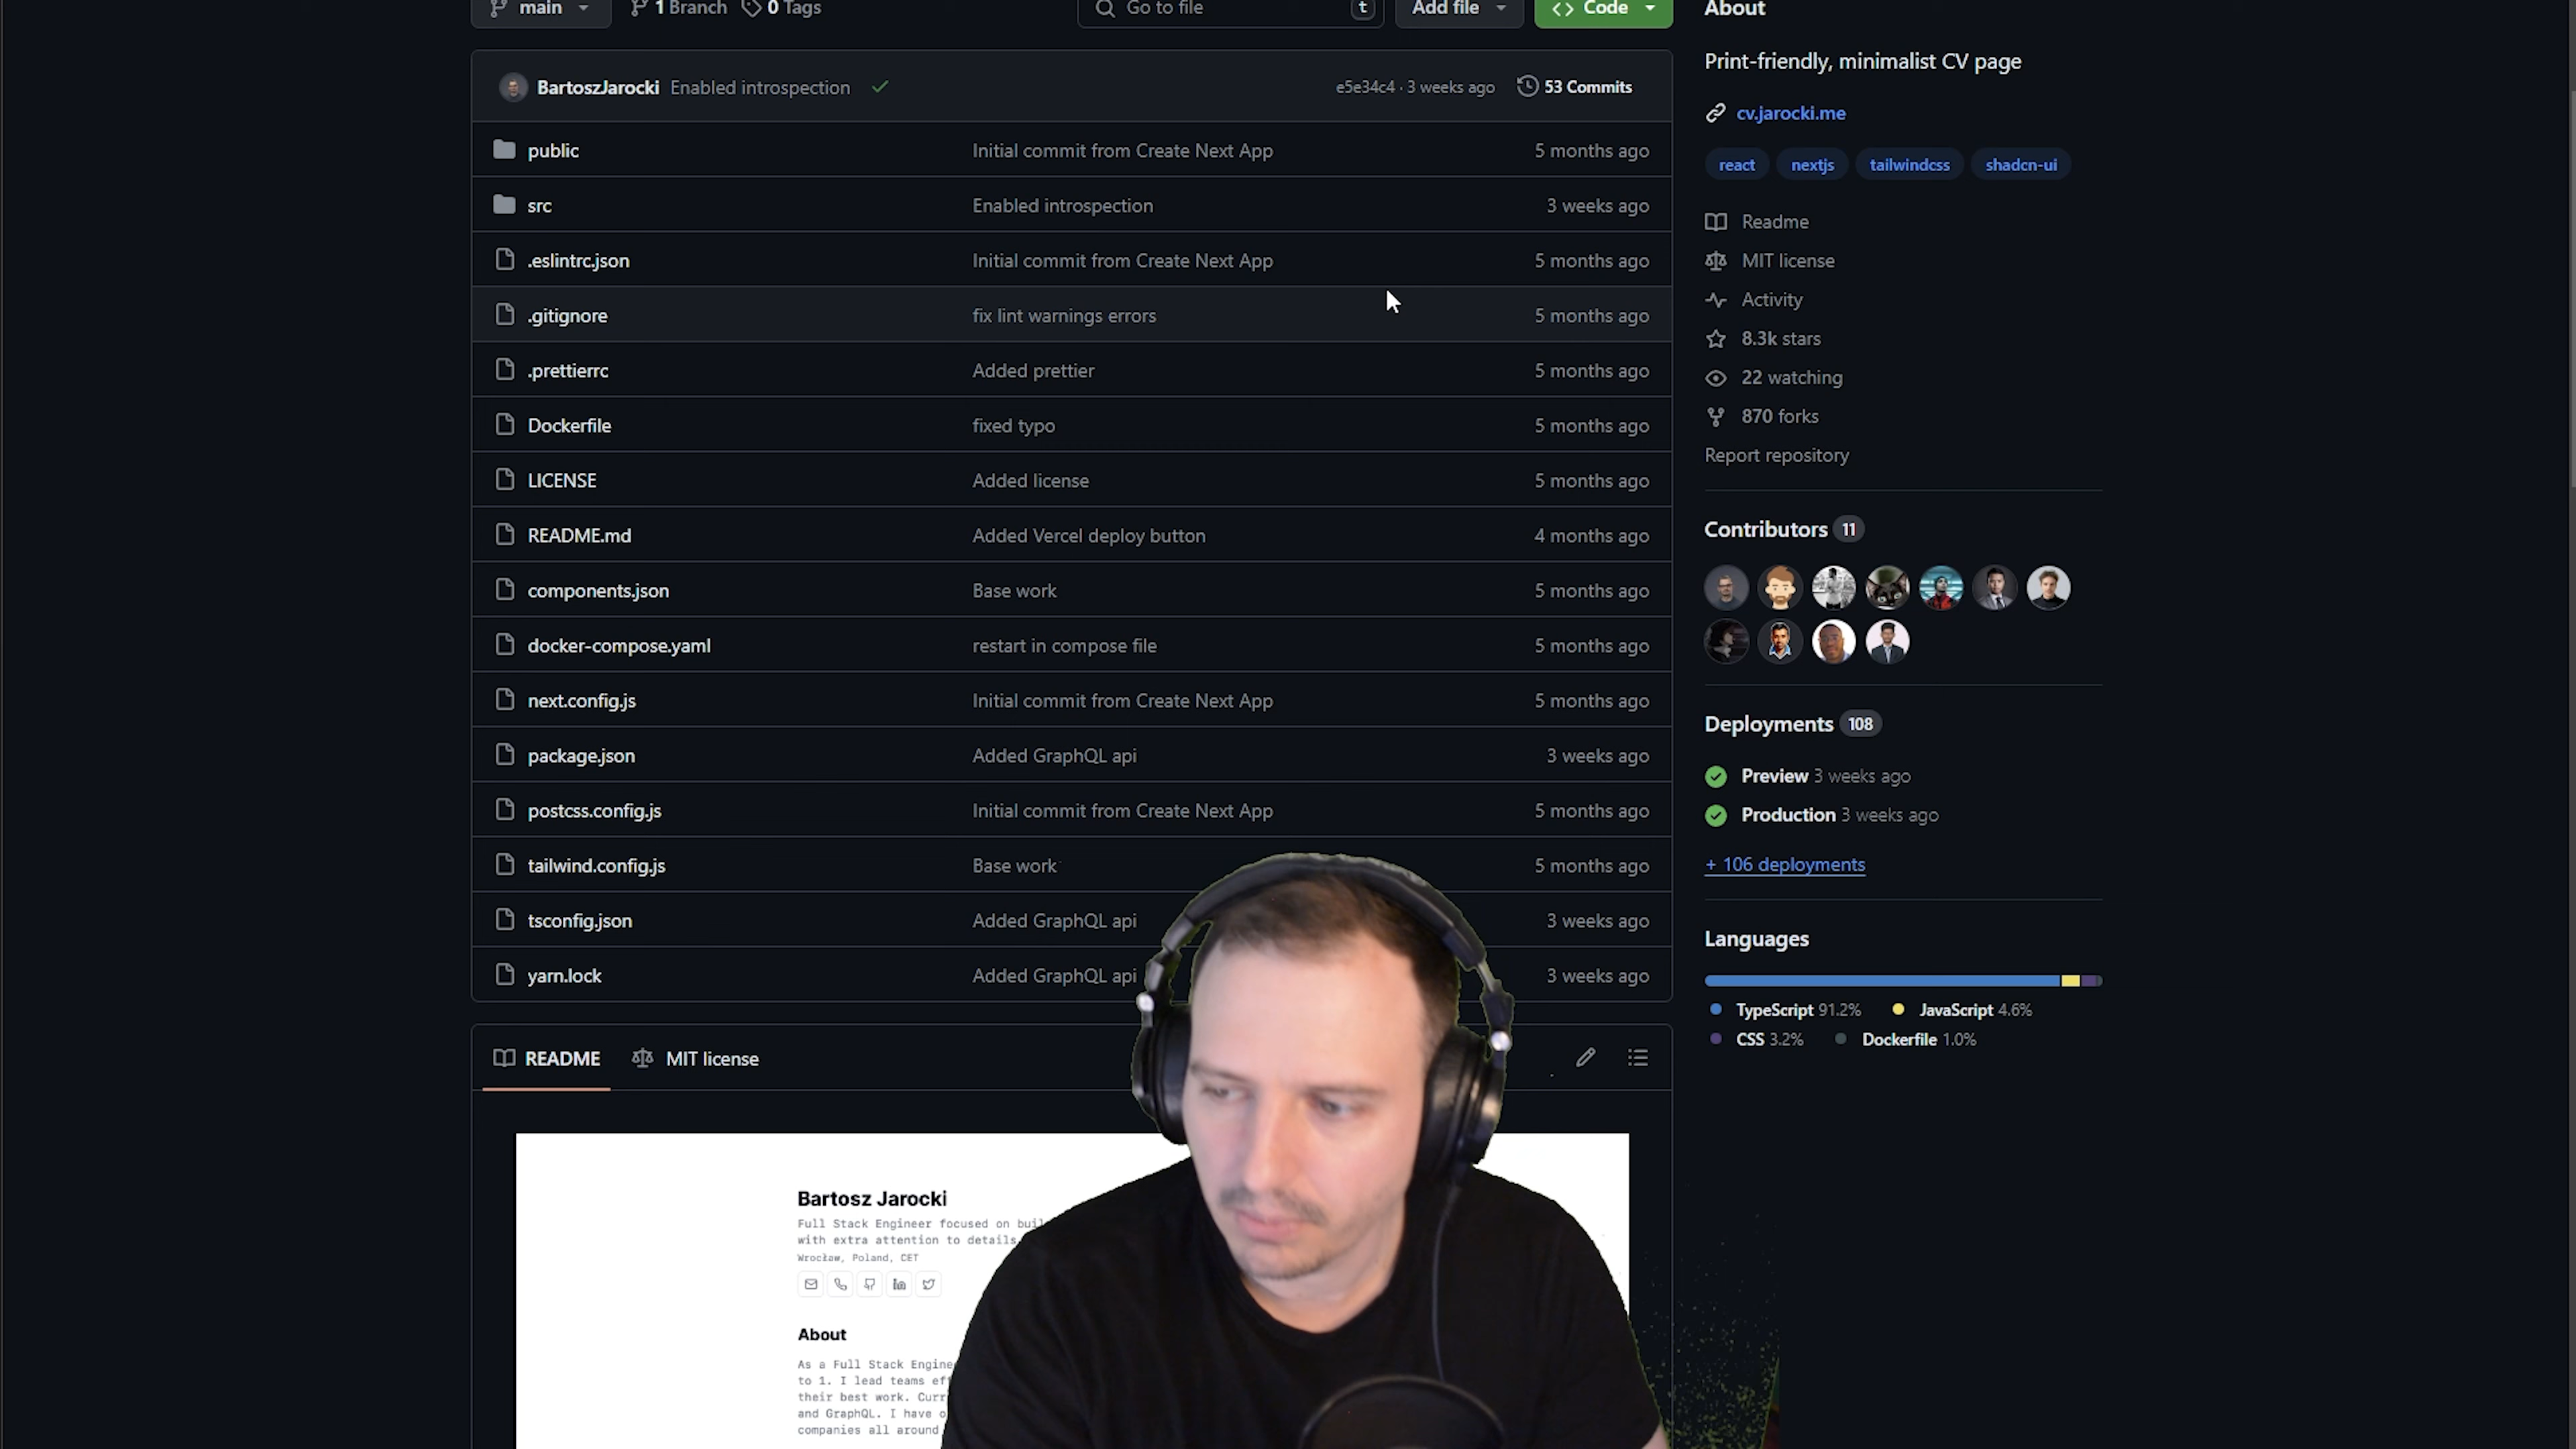 main
1 Branch
0 Tags
Go to file
t
Add file
Code
BartoszJarocki Enabled introspection
e5e34c4 · 3 weeks ago
53 Commits
public Initial commit from Create Next App 5 months ago
src Enabled introspection 3 weeks ago
.eslintrc.json Initial commit from Create Next App 5 months ago
.gitignore fix lint warnings errors 5 months ago
.prettierrc Added prettier 5 months ago
Dockerfile fixed typo 5 months ago
LICENSE Added license 5 months ago
README.md Added Vercel deploy button 4 months ago
components.json Base work 5 months ago
docker-compose.yaml restart in compose file 5 months ago
next.config.js Initial commit from Create Next App 5 months ago
package.json Added GraphQL api 3 weeks ago
postcss.config.js Initial commit from Create Next App 5 months ago
tailwind.config.js Base work 5 months ago
tsconfig.json Added GraphQL api 3 weeks ago
yarn.lock Added GraphQL api 3 weeks ago
README
MIT license
Bartosz Jarocki
Full Stack Engineer focused on
with extra attention to details.
Wrocław, Poland, CET
About
As a Full Stack
to 1. I lead teams
their best work.
and GraphQL. I have
companies all around
About
Print-friendly, minimalist CV page
cv.jarocki.me
react nextjs tailwindcss shadcn-ui
Readme
MIT license
Activity
8.3k stars
22 watching
870 forks
Report repository
Contributors 11
Deployments 108
Preview 3 weeks ago
Production 3 weeks ago
+ 106 deployments
Languages
TypeScript 91.2% JavaScript 4.6%
CSS 3.2% Dockerfile 1.0%